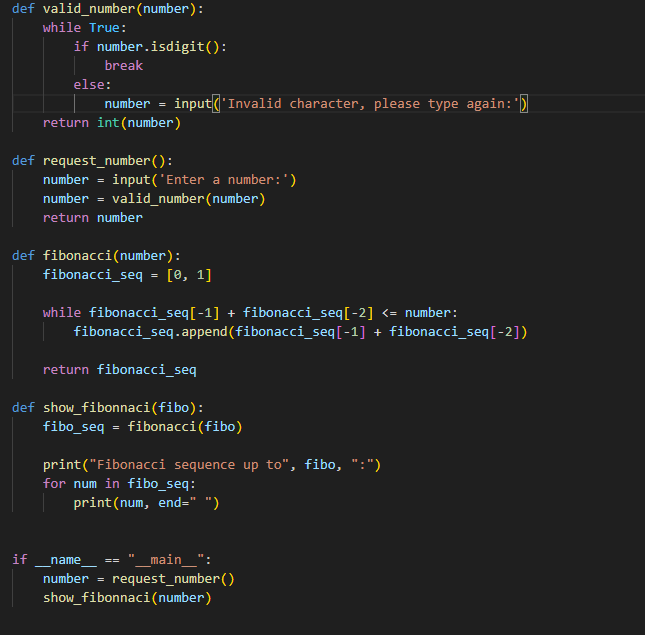 def valid_number(number):
    while True:
        if number.isdigit():
            break
        else:
            number = input('Invalid character, please type again:')
    return int(number)

def request_number():
    number = input('Enter a number:')
    number = valid_number(number)
    return number

def fibonacci(number):
    fibonacci_seq = [0, 1]

    while fibonacci_seq[-1] + fibonacci_seq[-2] <= number:
        fibonacci_seq.append(fibonacci_seq[-1] + fibonacci_seq[-2])

    return fibonacci_seq

def show_fibonnaci(fibo):
    fibo_seq = fibonacci(fibo)

    print("Fibonacci sequence up to", fibo, ":")
    for num in fibo_seq:
        print(num, end=" ")


if __name__ == "__main__":
    number = request_number()
    show_fibonnaci(number)